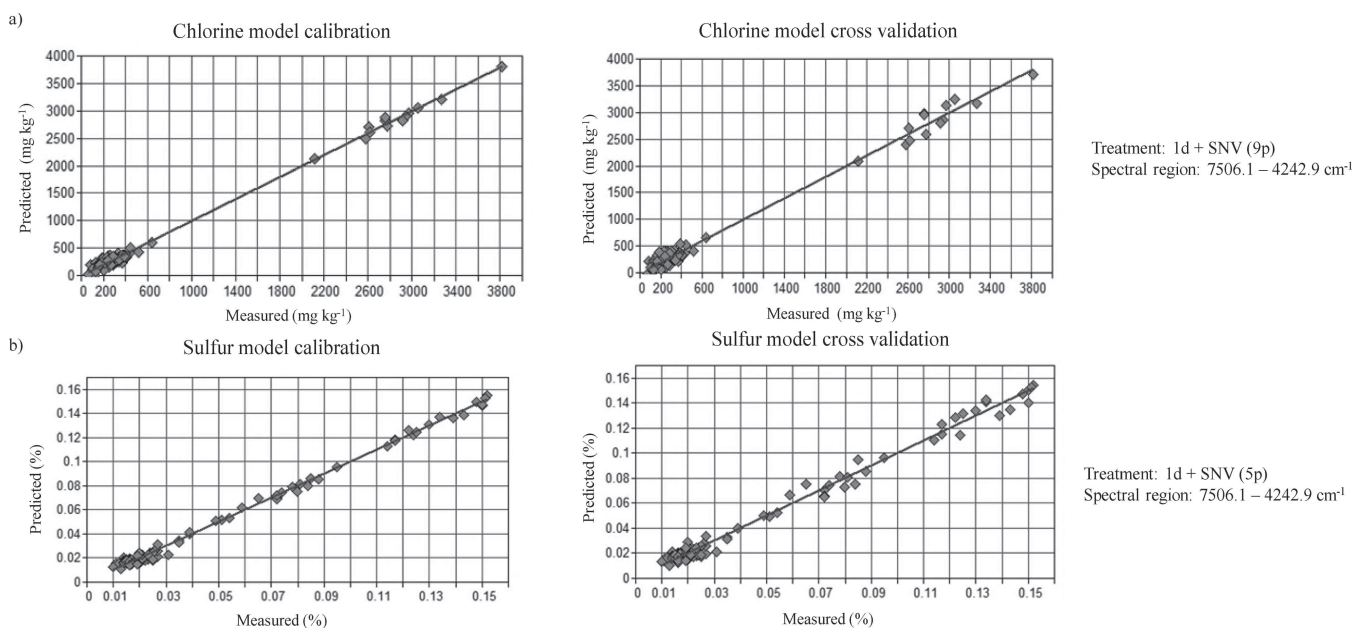 a)
Chlorine model calibration
4000
3500
3000
2500
2000
1500
1000
500
0
Predicted (mg kg⁻¹)
0 200 600 1000 1400 1800 2200 2600 3000 3400 3800
Measured (mg kg⁻¹)
Chlorine model cross validation
4000
3500
3000
2500
2000
1500
1000
500
0
Predicted (mg kg⁻¹)
0 200 600 1000 1400 1800 2200 2600 3000 3400 3800
Measured (mg kg⁻¹)
Treatment: 1d + SNV (9p)
Spectral region: 7506.1 – 4242.9 cm⁻¹
b)
Sulfur model calibration
0.16
0.14
0.12
0.1
0.08
0.06
0.04
0.02
0
Predicted (%)
0 0.01 0.03 0.05 0.07 0.09 0.11 0.13 0.15
Measured (%)
Sulfur model cross validation
0.16
0.14
0.12
0.1
0.08
0.06
0.04
0.02
0
Predicted (%)
0 0.01 0.03 0.05 0.07 0.09 0.11 0.13 0.15
Measured (%)
Treatment: 1d + SNV (5p)
Spectral region: 7506.1 – 4242.9 cm⁻¹